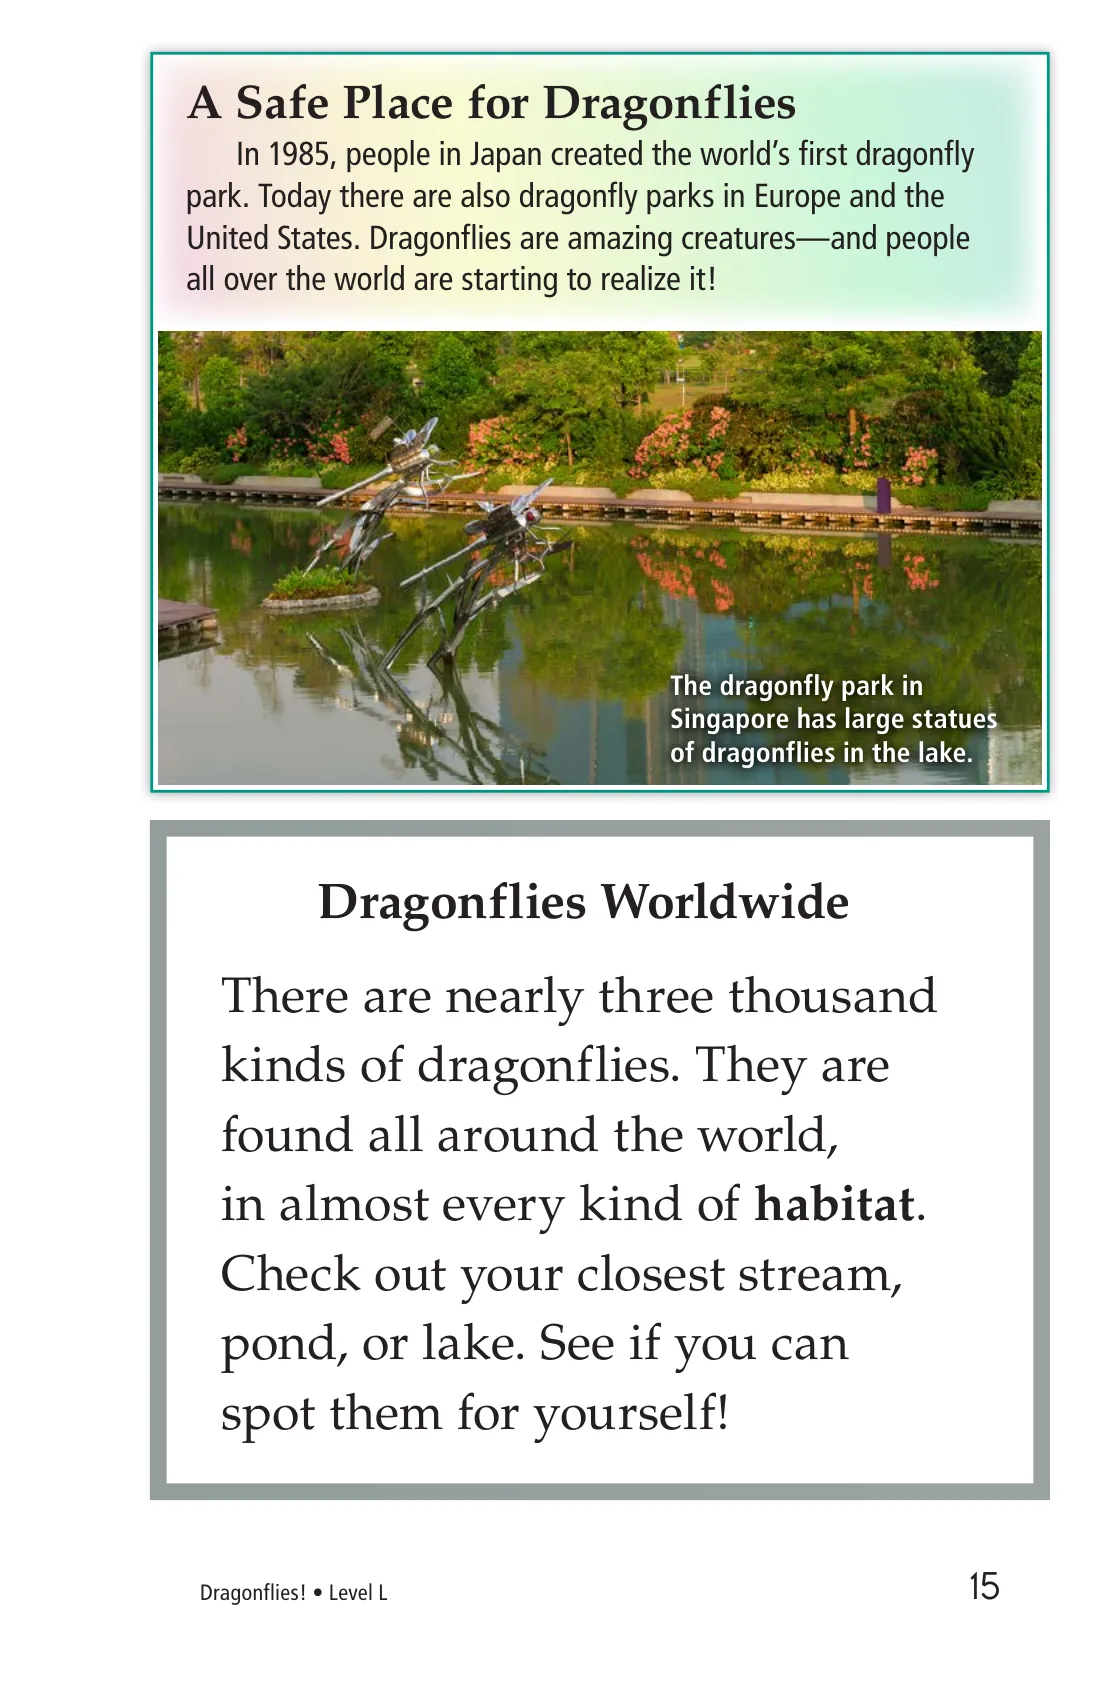 A Safe Place for Dragonflies
In 1985, people in Japan created the world's first dragonfly
park. Today there are also dragonfly parks in Europe and the
United States. Dragonflies are amazing creatures—and people
all over the world are starting to realize it!
The dragonfly park in
Singapore has large statues
of dragonflies in the lake.
Dragonflies Worldwide
There are nearly three thousand
kinds of dragonflies. They are
found all around the world,
in almost every kind of habitat.
Check out your closest stream,
pond, or lake. See if you can
spot them for yourself!
Dragonflies! • Level L
15